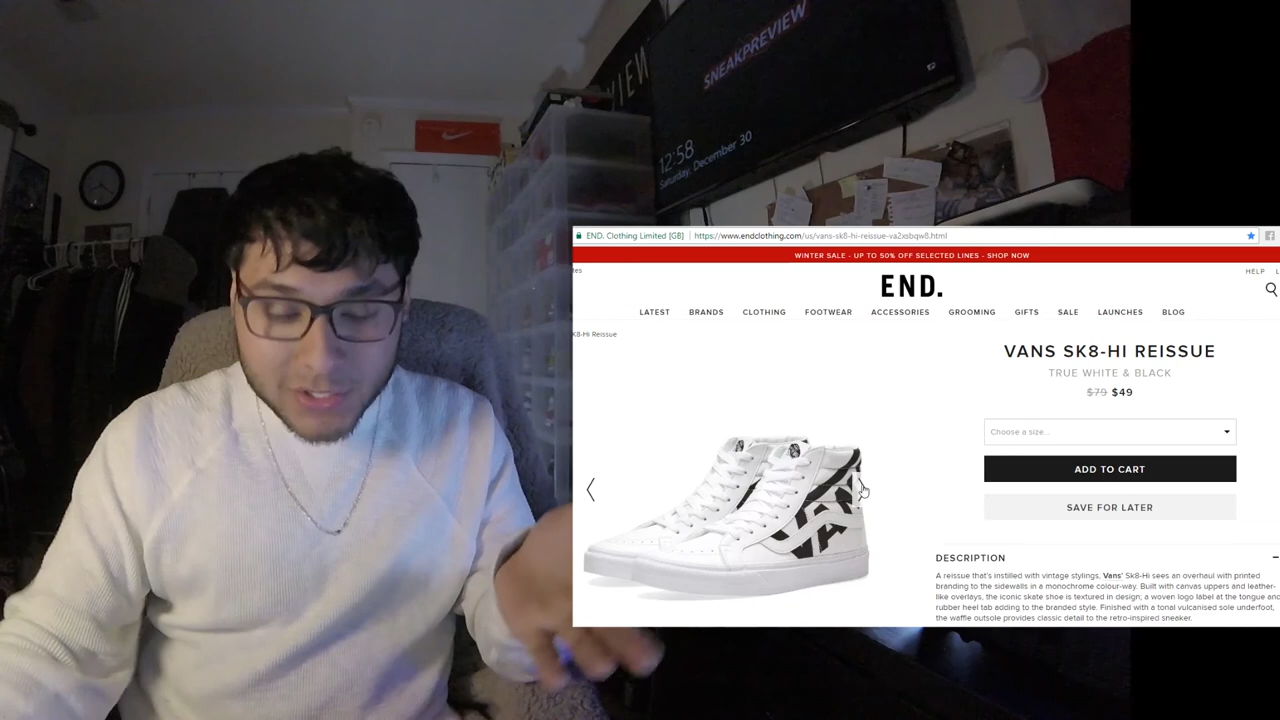 SNEAKPREVIEW
VIEW
12:58
Saturday, December 30
END. Clothing Limited [GB]
https://www.endclothing.com/us/vans-sk8-hi-reissue-va2xsbqw8.html
WINTER SALE - UP TO 50% OFF SELECTED LINES - SHOP NOW
tes
HELP
L
END.
LATEST BRANDS CLOTHING FOOTWEAR ACCESSORIES GROOMING GIFTS SALE LAUNCHES BLOG
K8-Hi Reissue
VANS SK8-HI REISSUE
TRUE WHITE & BLACK
$79 $49
Choose a size...
ADD TO CART
SAVE FOR LATER
DESCRIPTION
A reissue that's instilled with vintage stylings, Vans' Sk8-Hi sees an overhaul with printed
branding to the sidewalls in a monochrome colour-way. Built with canvas uppers and leather-
like overlays, the iconic skate shoe is textured in design; a woven logo label at the tongue and
rubber heel tab adding to the branded style. Finished with a tonal vulcanised sole underfoot,
the waffle outsole provides classic detail to the retro-inspired sneaker.